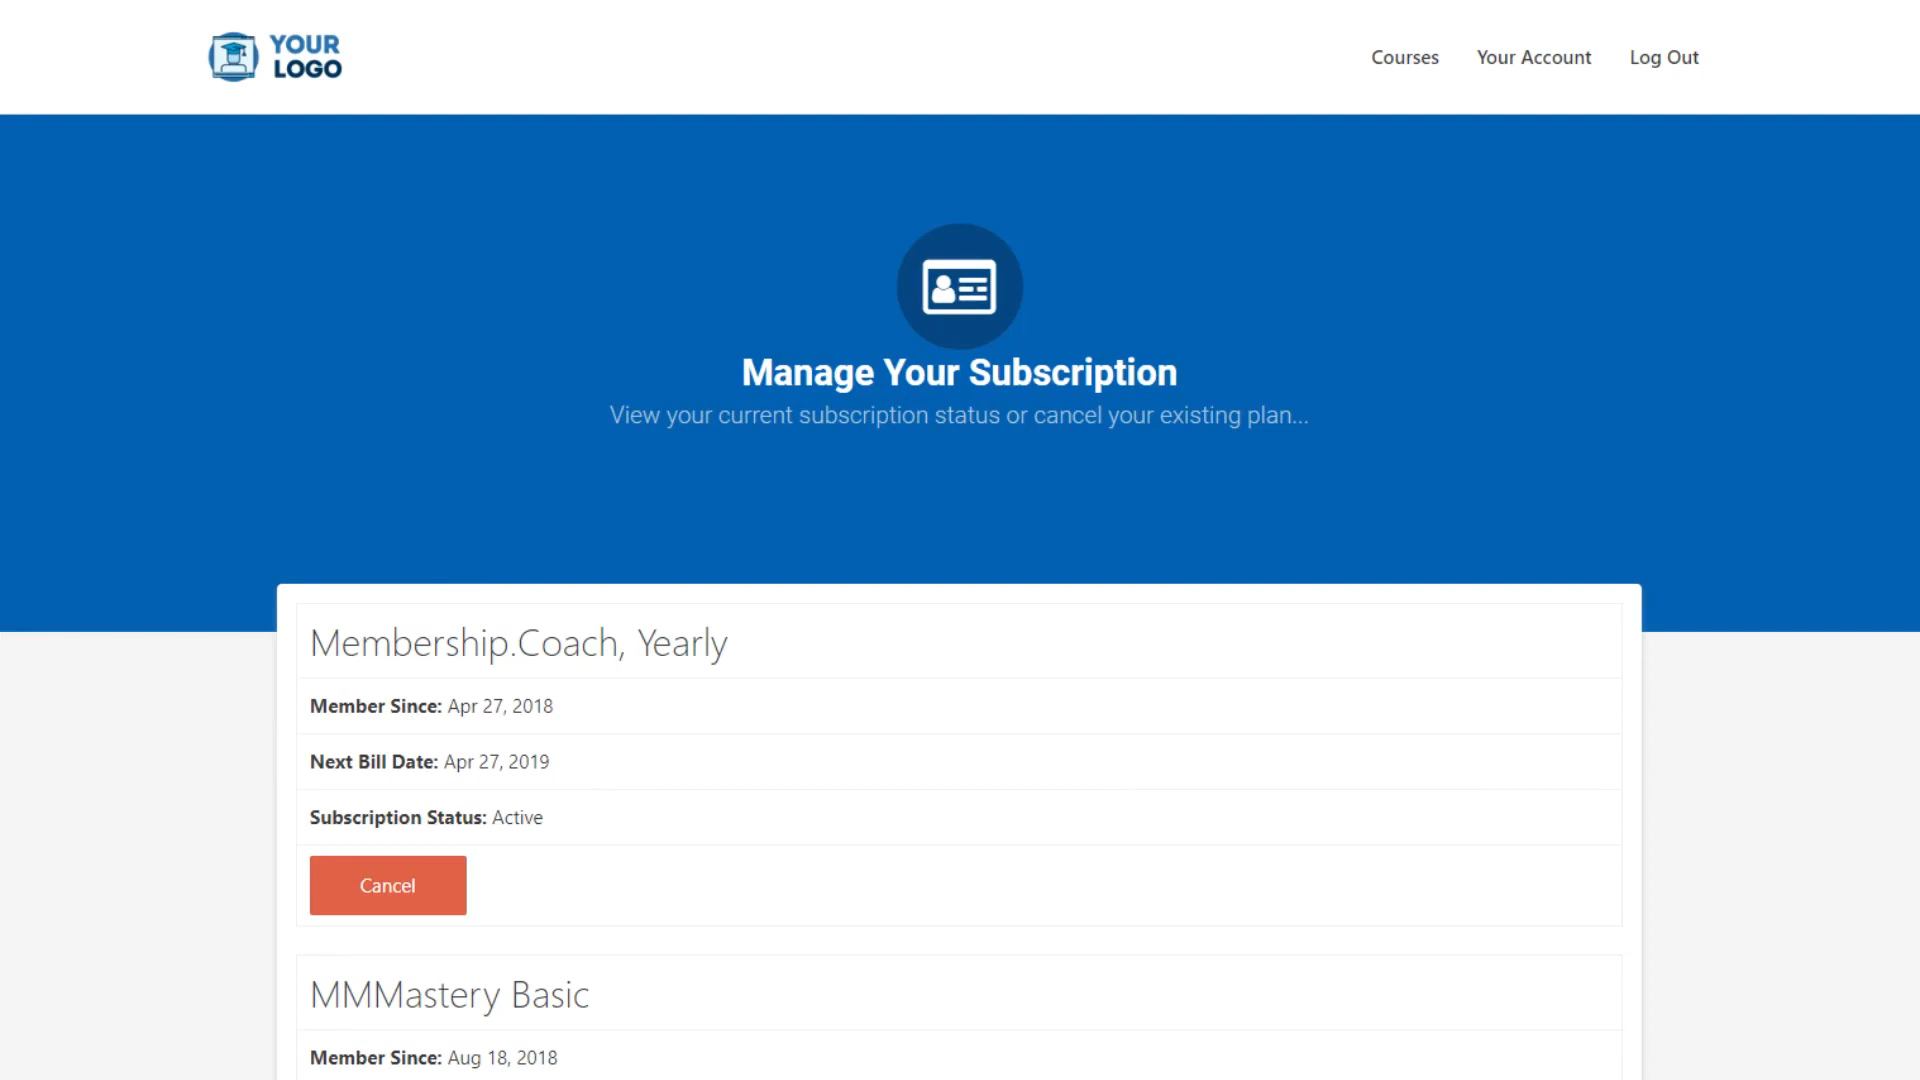 YOUR
LOGO
Courses
Your Account
Log Out
Manage Your Subscription
View your current subscription status or cancel your existing plan...
Membership.Coach, Yearly
Member Since: Apr 27, 2018
Next Bill Date: Apr 27, 2019
Subscription Status: Active
Cancel
MMMastery Basic
Member Since: Aug 18, 2018